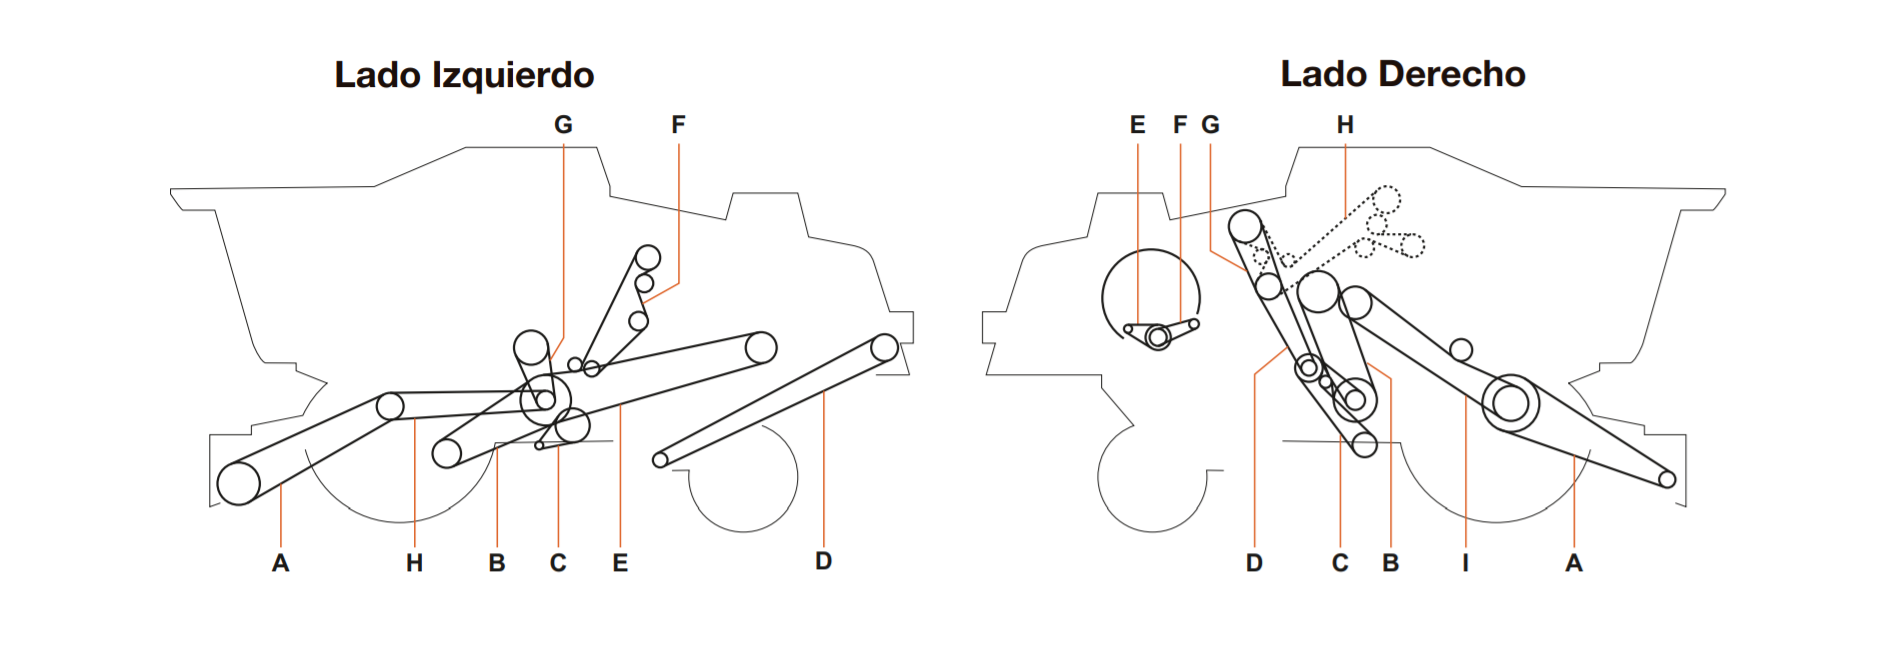 Lado Izquierdo
G F
A H B C E D
Lado Derecho
E F G H
D C B I A